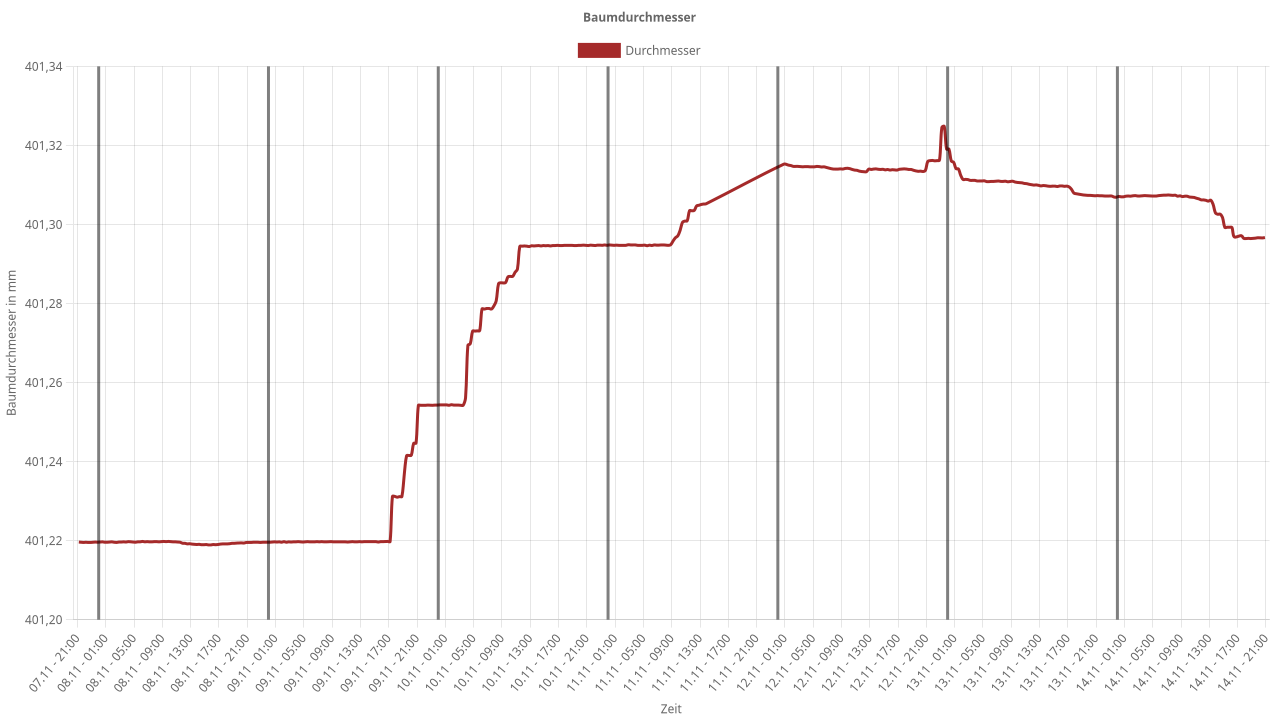 Baumdurchmesser
Durchmesser
401,34
401,32
401,30
401,28
401,26
401,24
401,22
401,20
Baumdurchmesser in mm
07.11 - 21:00
08.11 - 01:00
08.11 - 05:00
08.11 - 09:00
08.11 - 13:00
08.11 - 17:00
08.11 - 21:00
09.11 - 01:00
09.11 - 05:00
09.11 - 09:00
09.11 - 13:00
09.11 - 17:00
09.11 - 21:00
10.11 - 01:00
10.11 - 05:00
10.11 - 09:00
10.11 - 13:00
10.11 - 17:00
10.11 - 21:00
11.11 - 01:00
11.11 - 05:00
11.11 - 09:00
11.11 - 13:00
11.11 - 17:00
11.11 - 21:00
12.11 - 01:00
12.11 - 05:00
12.11 - 09:00
12.11 - 13:00
12.11 - 17:00
12.11 - 21:00
13.11 - 01:00
13.11 - 05:00
13.11 - 09:00
13.11 - 13:00
13.11 - 17:00
13.11 - 21:00
14.11 - 01:00
14.11 - 05:00
14.11 - 09:00
14.11 - 13:00
14.11 - 17:00
14.11 - 21:00
Zeit